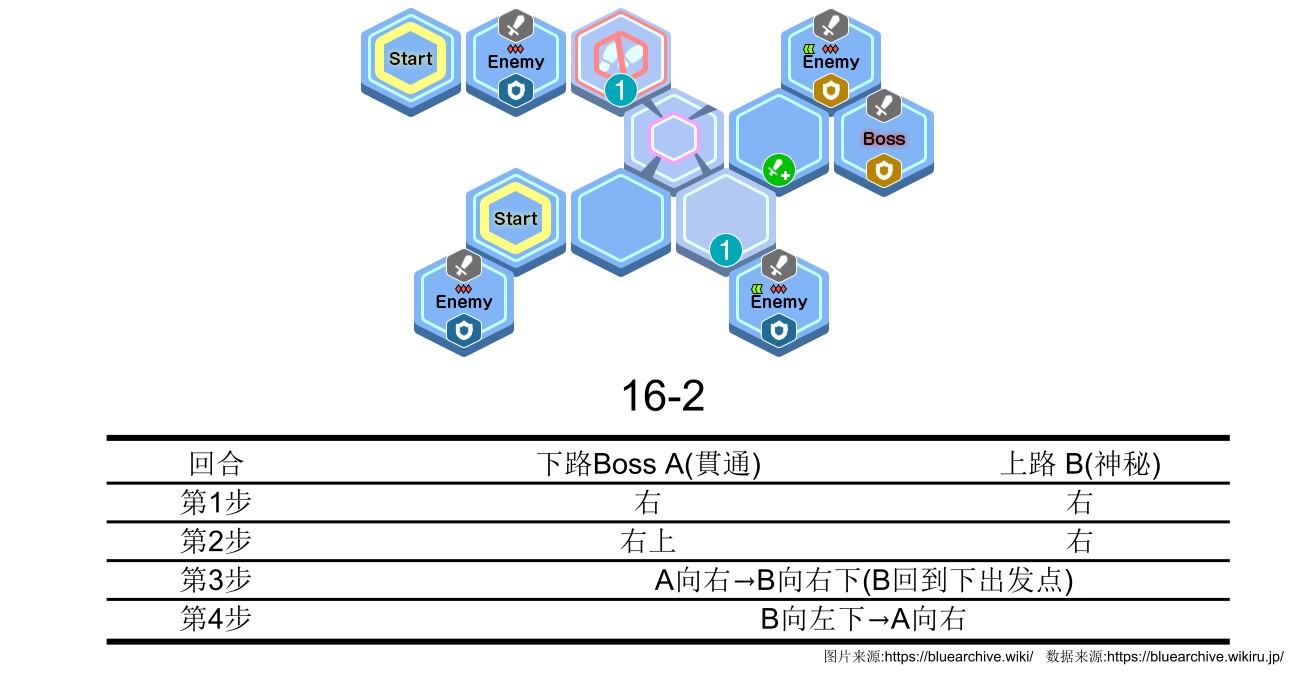 Start
Enemy
Enemy
1
Boss
Start
1
Enemy
Enemy
16-2
回合 下路Boss A(貫通) 上路 B(神秘)
第1步 右 右
第2步 右上 右
第3步 A向右→B向右下(B回到下出发点)
第4步 B向左下→A向右
图片来源:https://bluearchive.wiki/ 数据来源:https://bluearchive.wikiru.jp/